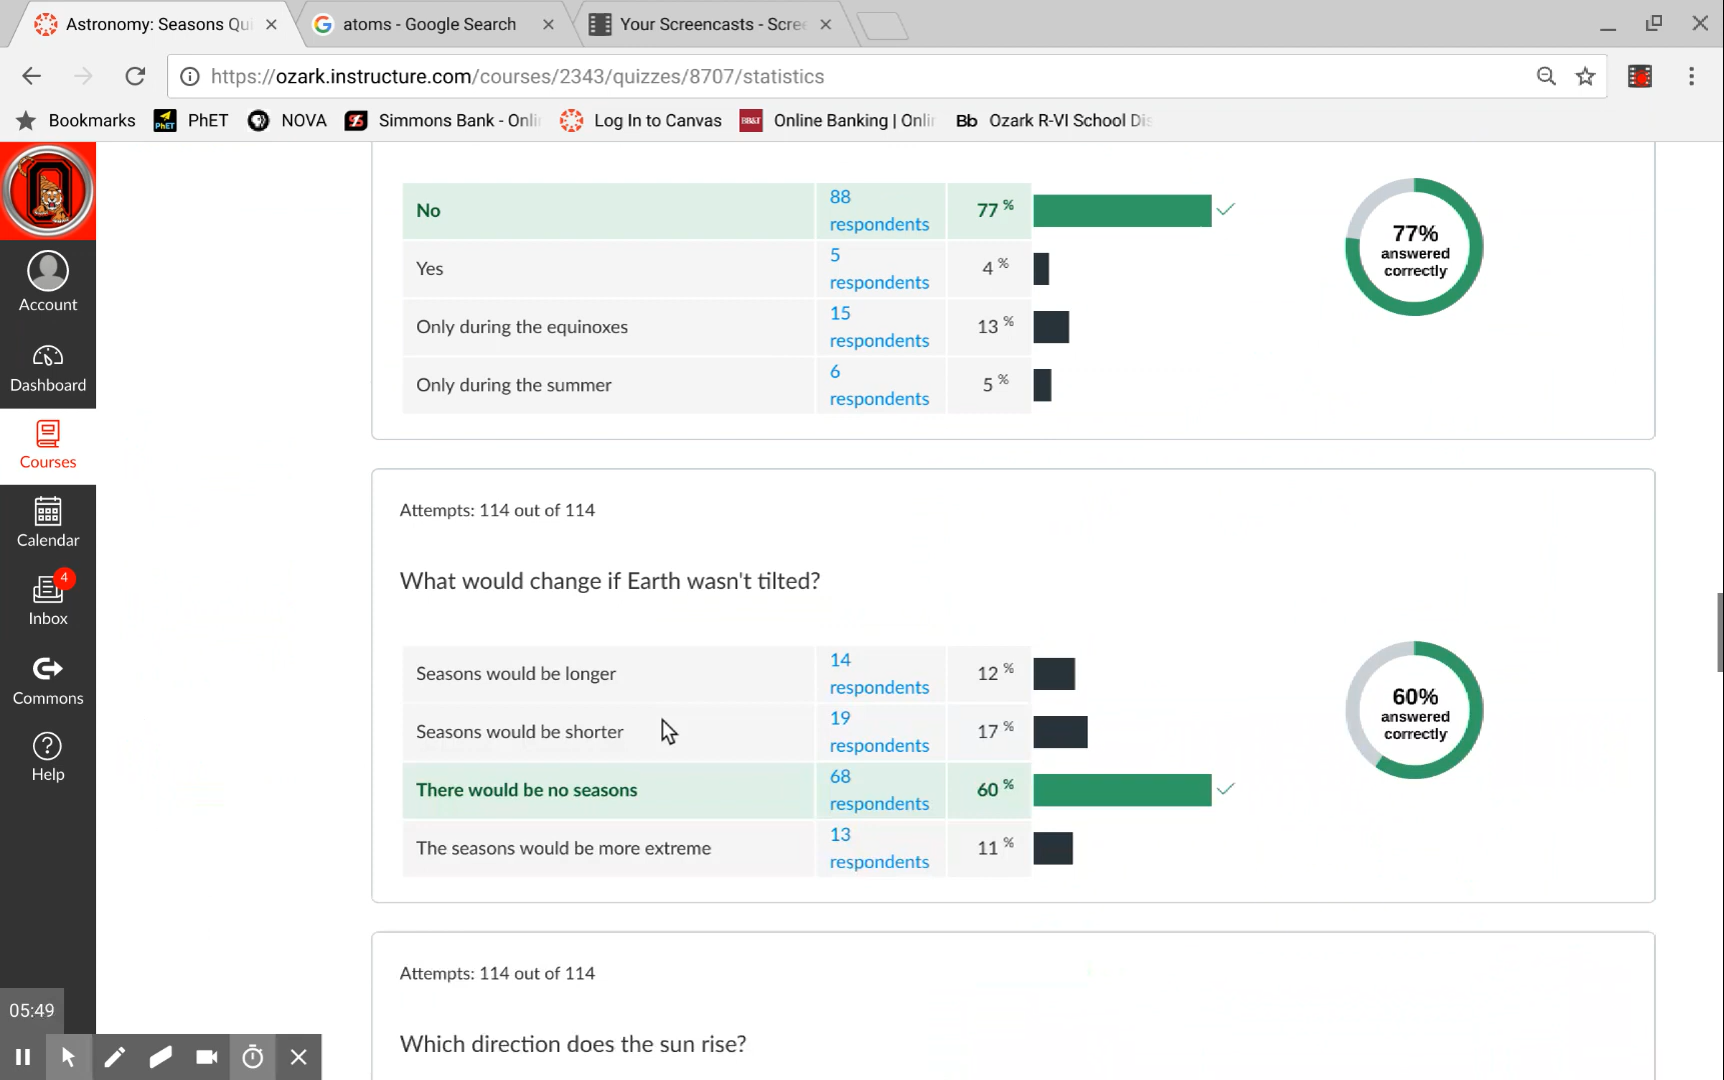 Astronomy: Seasons Qui
atoms - Google Search
Your Screencasts - Scree
https://ozark.instructure.com/courses/2343/quizzes/8707/statistics
Bookmarks
PhET
NOVA
Simmons Bank - Onli
Log In to Canvas
Online Banking | Onli
Bb Ozark R-VI School Dis
Account
Dashboard
Courses
Calendar
4
Inbox
Commons
Help
No 88 respondents 77 %
Yes 5 respondents 4 %
Only during the equinoxes 15 respondents 13 %
Only during the summer 6 respondents 5 %
77%
answered
correctly
Attempts: 114 out of 114
What would change if Earth wasn't tilted?
Seasons would be longer 14 respondents 12 %
Seasons would be shorter 19 respondents 17 %
There would be no seasons 68 respondents 60 %
The seasons would be more extreme 13 respondents 11 %
60%
answered
correctly
Attempts: 114 out of 114
Which direction does the sun rise?
05:49